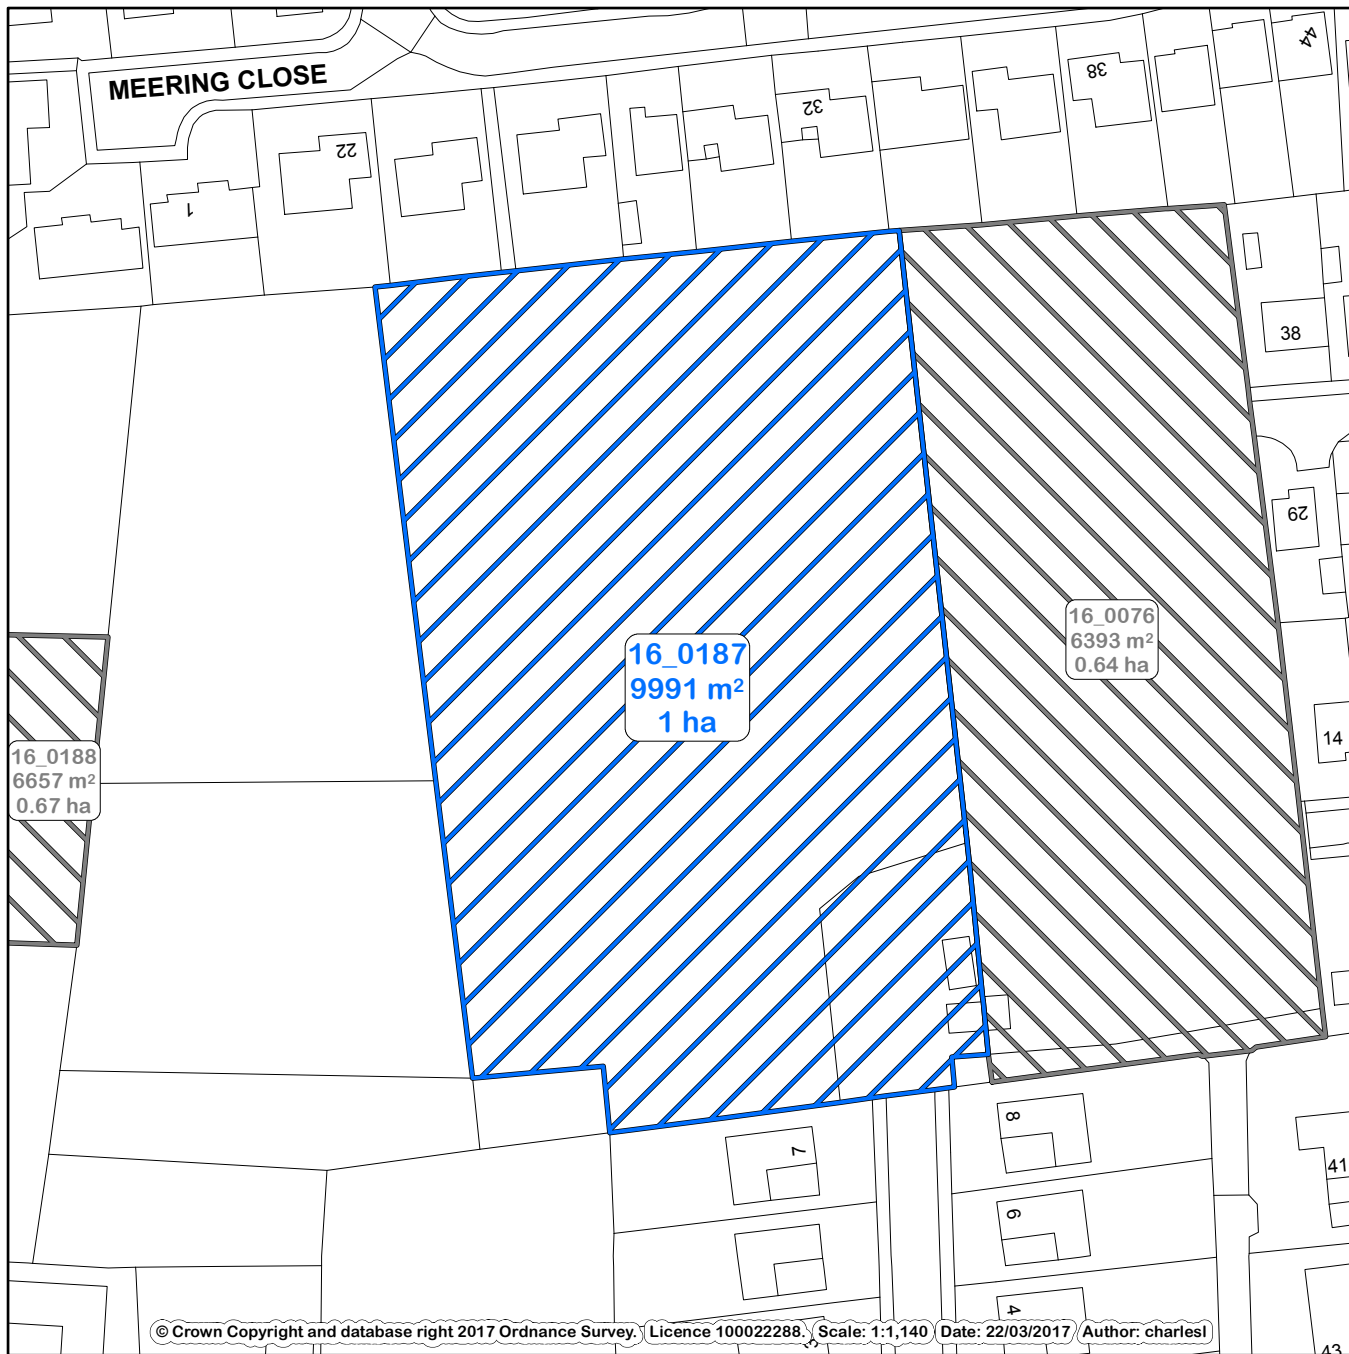 44
MEERING CLOSE
38
32
22
1
38
29
16_0076
6393 m²
0.64 ha
16_0187
9991 m²
1 ha
14
16_0188
6657 m²
0.67 ha
8
7
41
6
4
© Crown Copyright and database right 2017 Ordnance Survey. Licence 100022288. Scale: 1:1,140 Date: 22/03/2017 Author: charlesl
43